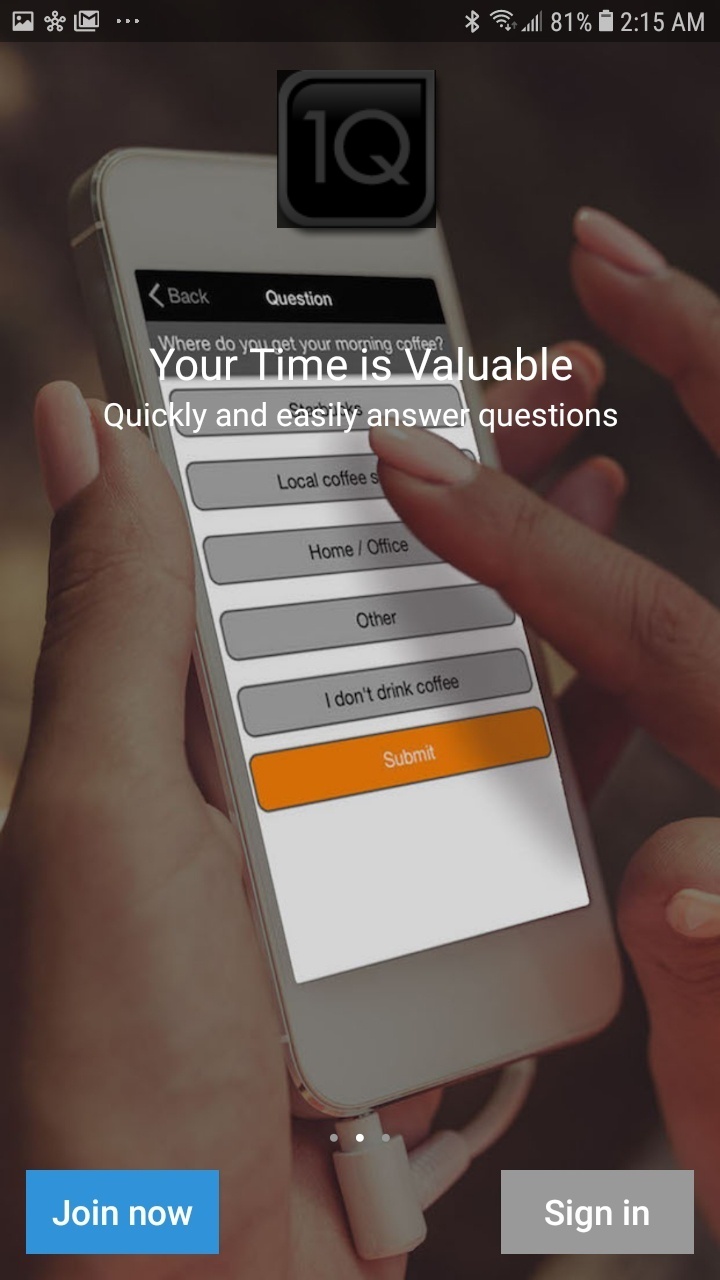 81% 2:15 AM
1Q
Back Question
Where do you get your morning coffee?
Your Time is Valuable
Starbucks
Quickly and easily answer questions
Local coffee s
Home / Office
Other
I don't drink coffee
Submit
Join now Sign in